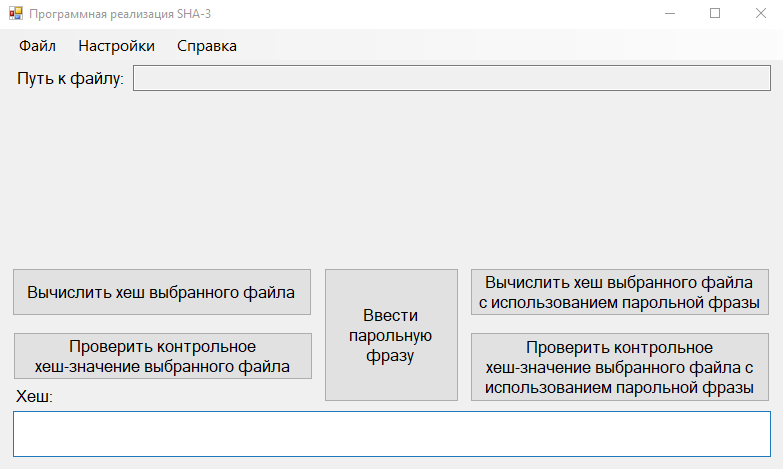 Программная реализация SHA-3
Файл Настройки Справка
Путь к файлу:
Вычислить хеш выбранного файла
Проверить контрольное
хеш-значение выбранного файла
Ввести
парольную
фразу
Вычислить хеш выбранного файла
с использованием парольной фразы
Проверить контрольное
хеш-значение выбранного файла с
использованием парольной фразы
Хеш: